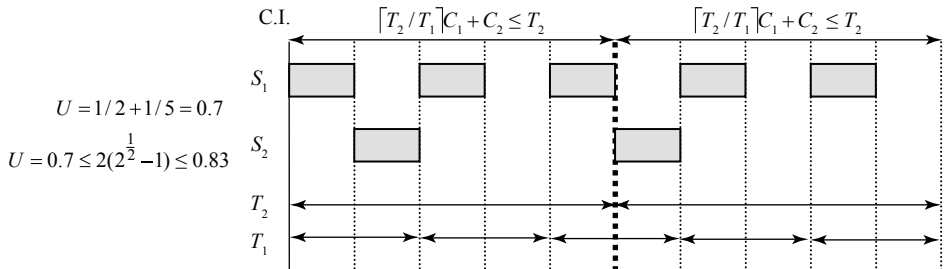 C.I.
⌈T₂ / T₁⌉C₁ + C₂ ≤ T₂
⌈T₂ / T₁⌉C₁ + C₂ ≤ T₂
S₁
U = 1/2 + 1/5 = 0.7
S₂
U = 0.7 ≤ 2(2^{1/2} − 1) ≤ 0.83
T₂
T₁